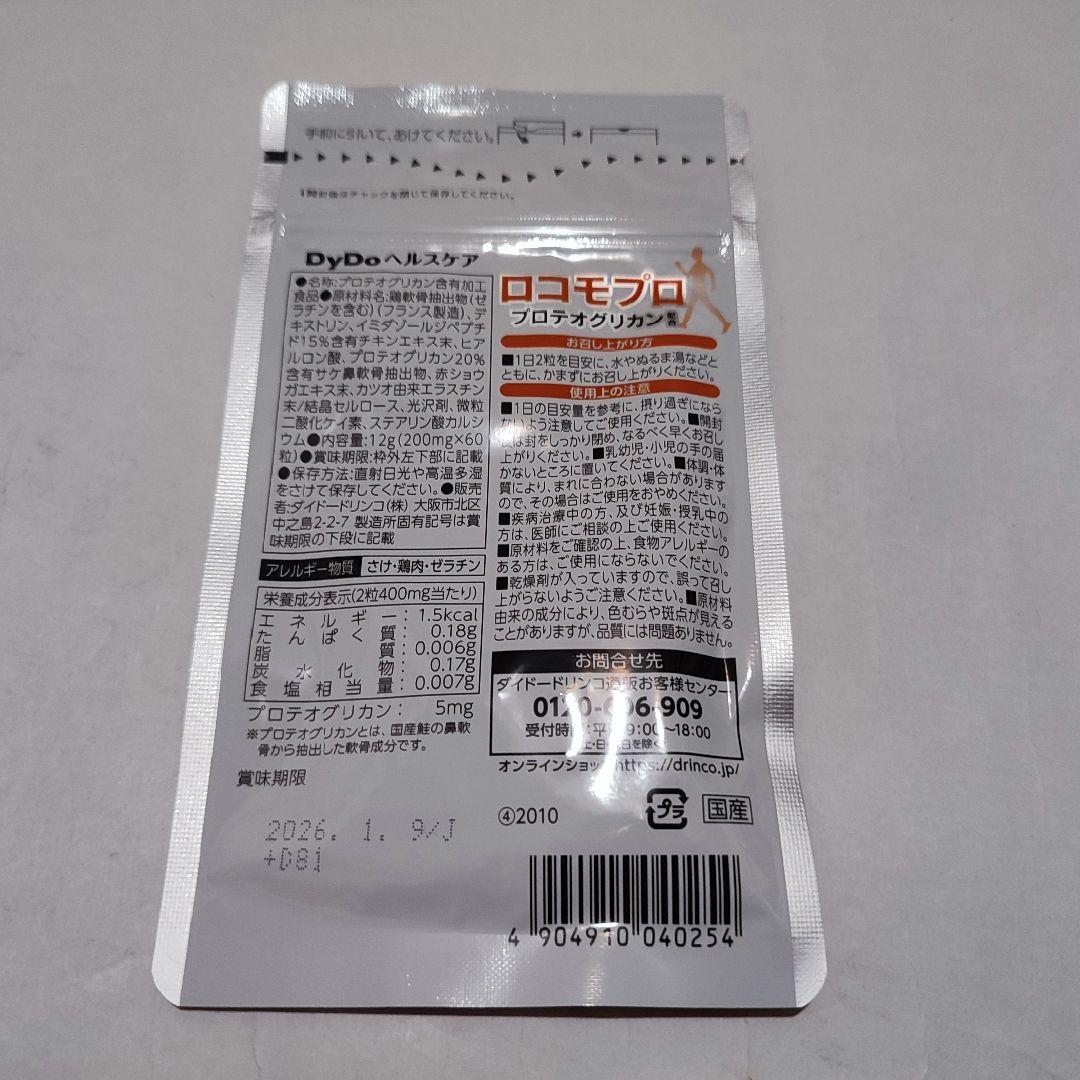 手前に引いて、あけてください。
開封後はチャックを閉じて保存してください。
DyDoヘルスケア
●名称:プロテオグリカン含有加工
食品●原材料名:鶏軟骨抽出物(ゼ
ラチンを含む)(フランス製造)、デ
キストリン、イミダゾールジペプチ
ド15%含有チキンエキス末、ヒア
ルロン酸、プロテオグリカン20%
含有サケ鼻軟骨抽出物、赤ショウ
ガエキス末、カツオ由来エラスチン
末/結晶セルロース、光沢剤、微粒
二酸化ケイ素、ステアリン酸カルシ
ウム●内容量:12g(200mg×60
粒)●賞味期限:枠外左下部に記載
●保存方法:直射日光や高温多湿
をさけて保存してください。●販売
者:ダイドードリンコ(株) 大阪市北区
中之島2-2-7 製造所固有記号は賞
味期限の下段に記載
アレルギー物質 さけ・鶏肉・ゼラチン
栄養成分表示(2粒400mg当たり)
エネルギー: 1.5kcal
たんぱく質: 0.18g
脂質: 0.006g
炭水化物: 0.17g
食塩相当量: 0.007g
プロテオグリカン: 5mg
※プロテオグリカンとは、国産鮭の鼻軟
骨から抽出した軟骨成分です。
賞味期限
2026. 1. 9/J
+D81
ロコモプロ
プロテオグリカン配合
お召し上がり方
■1日2粒を目安に、水やぬるま湯などと
ともに、かまずにお召し上がりください。
使用上の注意
■1日の目安量を参考に、摂り過ぎになら
ないよう注意してご使用ください。■開封
後は封をしっかり閉め、なるべく早くお召し
上がりください。■乳幼児・小児の手の届
かないところに置いてください。■体調・体
質により、まれに合わない場合があります
ので、その場合はご使用をおやめください。
■疾病治療中の方、及び妊娠・授乳中の
方は、医師にご相談の上ご使用ください。
■原材料をご確認の上、食物アレルギーの
ある方は、ご使用にならないでください。
■乾燥剤が入っていますので、誤って召し
上がらないようご注意ください。■原材料
由来の成分により、色むらや斑点が見える
ことがありますが、品質には問題ありません。
お問合せ先
ダイドードリンコ通販お客様センター
0120-
6-909
受付時間:平日9:00~18:00
土・日・祝日を除く
オンラインショップ https://drinco.jp/
④2010
プラ
国産
4 904910 040254